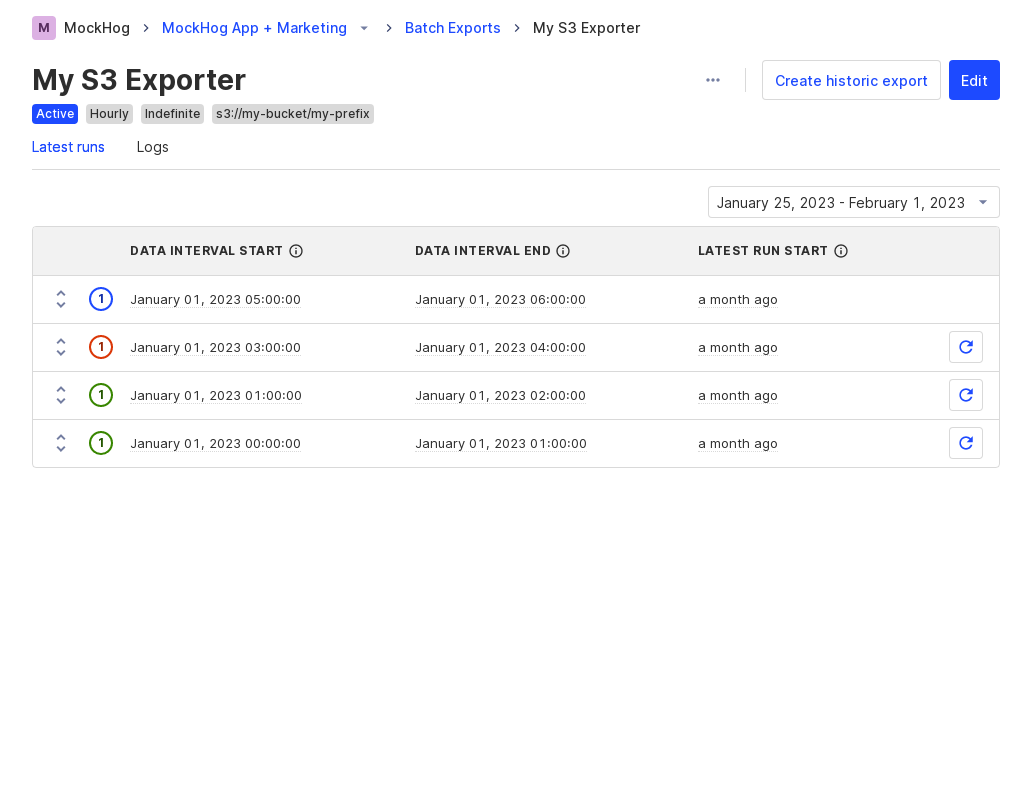 M MockHog MockHog App + Marketing Batch Exports My S3 Exporter
My S3 Exporter
Create historic export Edit
Active Hourly Indefinite s3://my-bucket/my-prefix
Latest runs Logs
January 25, 2023 - February 1, 2023
DATA INTERVAL START DATA INTERVAL END LATEST RUN START
1 January 01, 2023 05:00:00 January 01, 2023 06:00:00 a month ago
1 January 01, 2023 03:00:00 January 01, 2023 04:00:00 a month ago
1 January 01, 2023 01:00:00 January 01, 2023 02:00:00 a month ago
1 January 01, 2023 00:00:00 January 01, 2023 01:00:00 a month ago